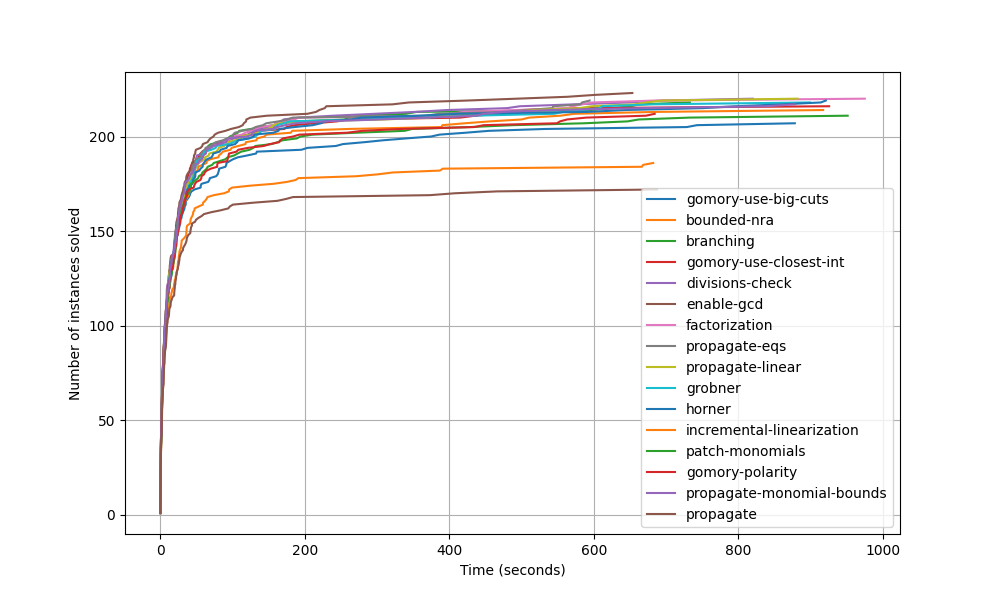 200
150
100
50
0
Number of instances solved
gomory-use-big-cuts
bounded-nra
branching
gomory-use-closest-int
divisions-check
enable-gcd
factorization
propagate-eqs
propagate-linear
grobner
horner
incremental-linearization
patch-monomials
gomory-polarity
propagate-monomial-bounds
propagate
0 200 400 600 800 1000
Time (seconds)